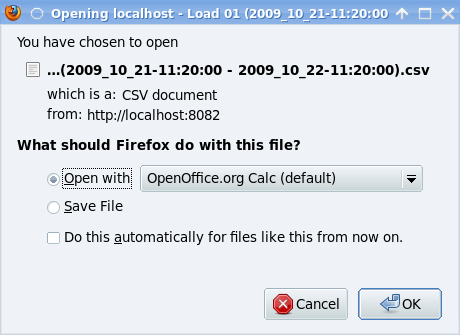 Opening localhost - Load 01 (2009_10_21-11:20:00
You have chosen to open
...(2009_10_21-11:20:00 - 2009_10_22-11:20:00).csv
which is a: CSV document
from: http://localhost:8082
What should Firefox do with this file?
Open with OpenOffice.org Calc (default)
Save File
Do this automatically for files like this from now on.
Cancel OK